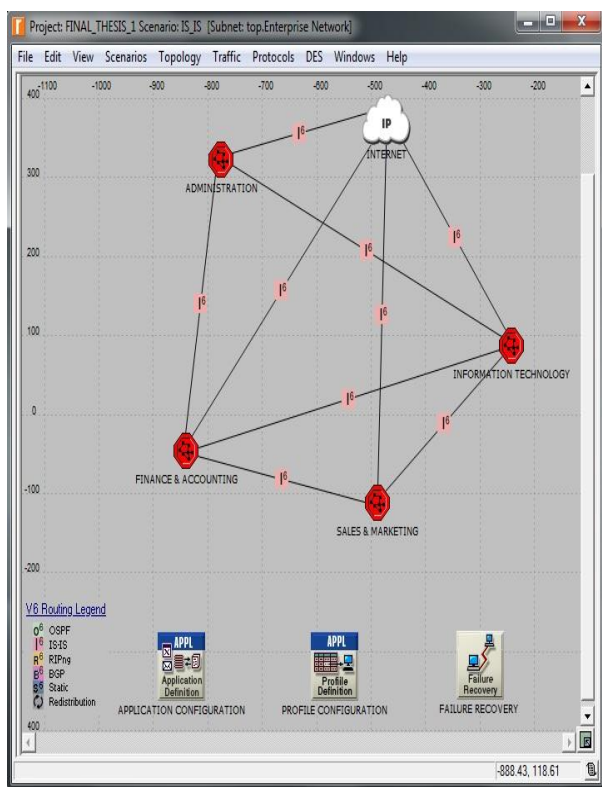 Project: FINAL_THESIS_1 Scenario: IS_IS [Subnet: top.Enterprise Network]
File Edit View Scenarios Topology Traffic Protocols DES Windows Help
-1100 -1000 -900 -800 -700 -600 -500 -400 -300 -200
400
IP
INTERNET
I6
300
ADMINISTRATION
I6
200
I6
I6
I6
I6
100
INFORMATION TECHNOLOGY
I6
0
I6
FINANCE & ACCOUNTING
I6
-100
SALES & MARKETING
-200
V6 Routing Legend
O6 OSPF
I6 IS-IS
R6 RIPng
B6 BGP
S6 Static
Redistribution
APPL
Application
Definition
APPLICATION CONFIGURATION
APPL
Profile
Definition
PROFILE CONFIGURATION
Failure
Recovery
FAILURE RECOVERY
400
-888.43, 118.61